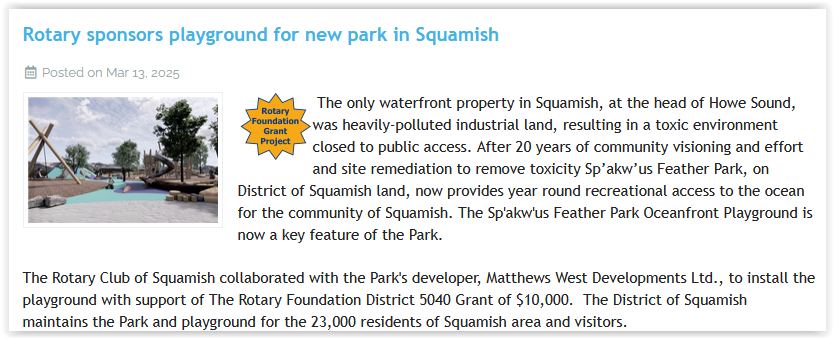 Rotary sponsors playground for new park in Squamish
Posted on Mar 13, 2025
Rotary
Foundation
Grant
Project
The only waterfront property in Squamish, at the head of Howe Sound,
was heavily-polluted industrial land, resulting in a toxic environment
closed to public access. After 20 years of community visioning and effort
and site remediation to remove toxicity Sp’akw’us Feather Park, on
District of Squamish land, now provides year round recreational access to the ocean
for the community of Squamish. The Sp'akw'us Feather Park Oceanfront Playground is
now a key feature of the Park.
The Rotary Club of Squamish collaborated with the Park's developer, Matthews West Developments Ltd., to install the
playground with support of The Rotary Foundation District 5040 Grant of $10,000.  The District of Squamish
maintains the Park and playground for the 23,000 residents of Squamish area and visitors.